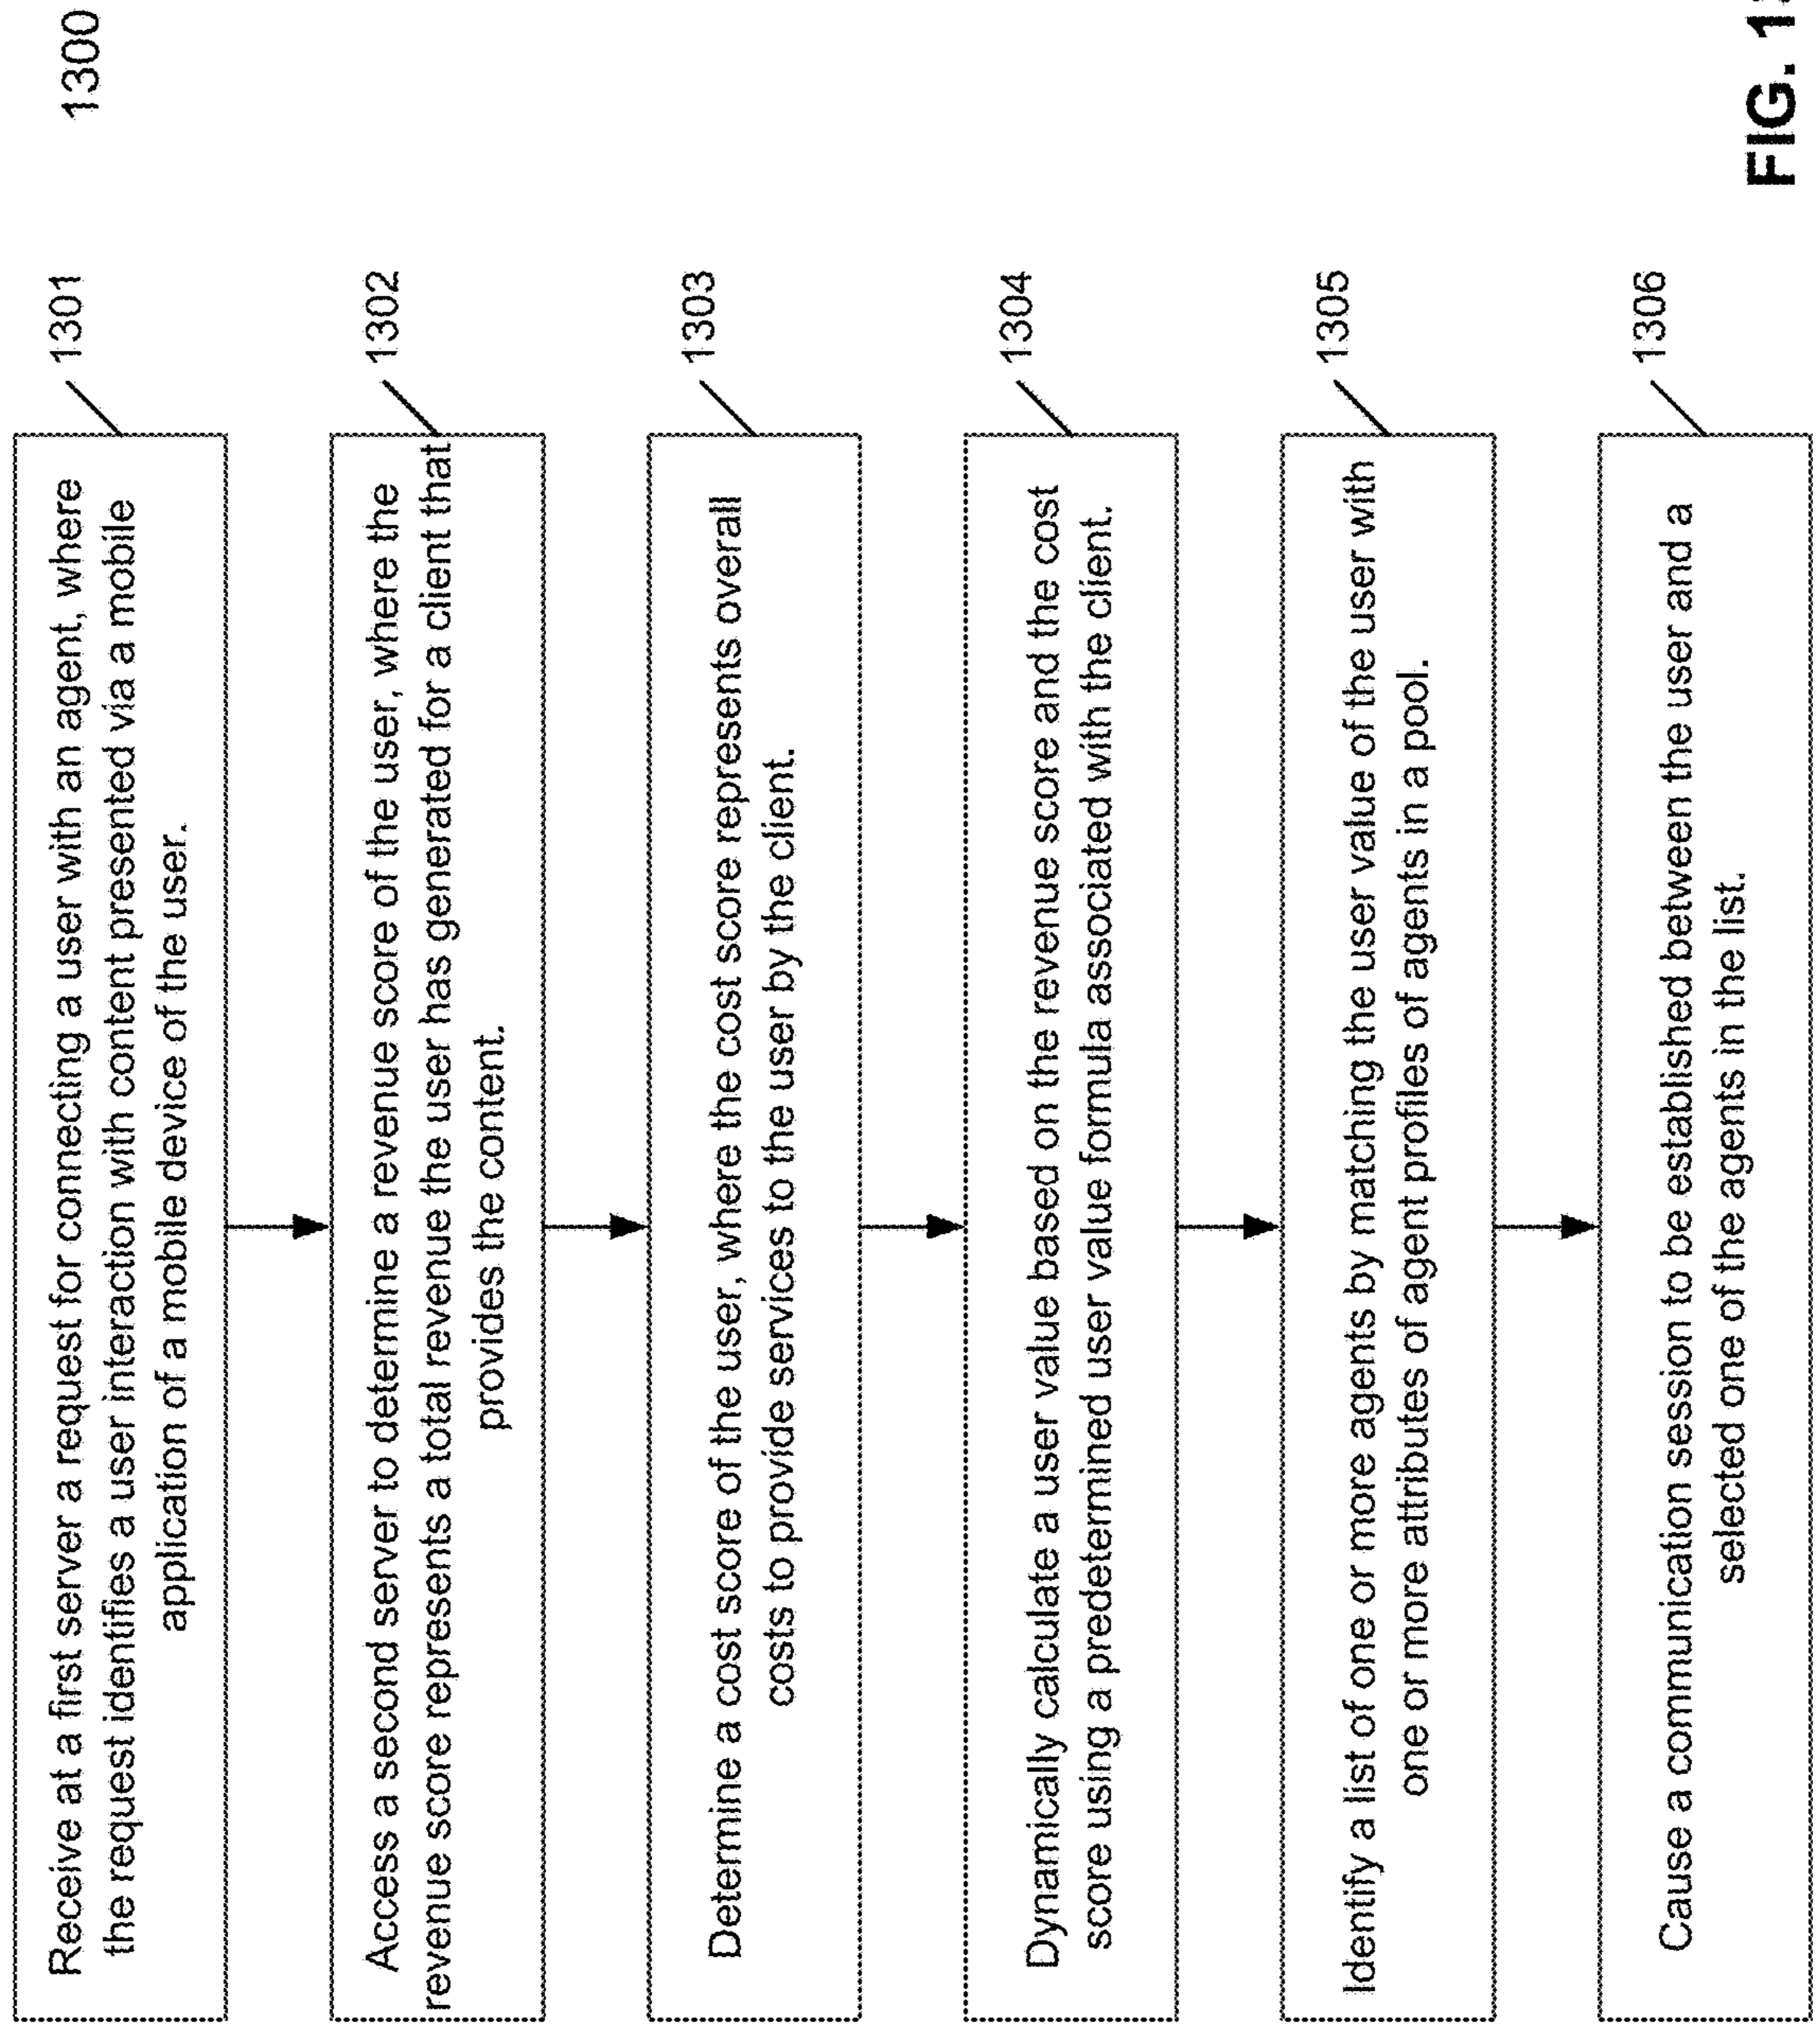 1300
Receive at a first server a request for connecting a user with an agent, where
the request identifies a user interaction with content presented via a mobile
application of a mobile device of the user.
1301
Access a second server to determine a revenue score of the user, where the
revenue score represents a total revenue the user has generated for a client that
provides the content.
1302
Determine a cost score of the user, where the cost score represents overall
costs to provide services to the user by the client.
1303
Dynamically calculate a user value based on the revenue score and the cost
score using a predetermined user value formula associated with the client.
1304
Identify a list of one or more agents by matching the user value of the user with
one or more attributes of agent profiles of agents in a pool.
1305
Cause a communication session to be established between the user and a
selected one of the agents in the list.
1306
FIG.